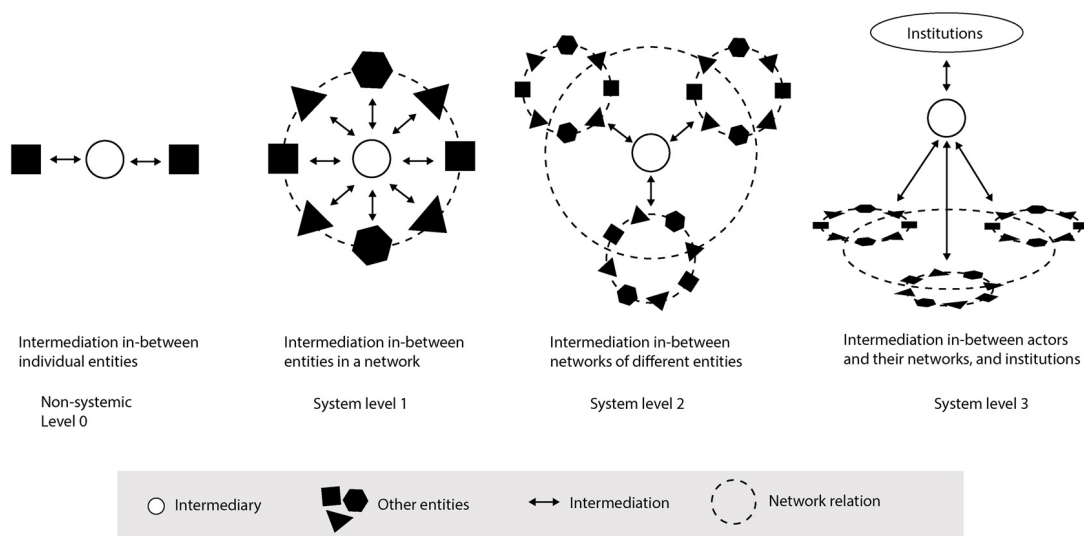 Institutions
Intermediation in-between
individual entities
Non-systemic
Level 0
Intermediation in-between
entities in a network
System level 1
Intermediation in-between
networks of different entities
System level 2
Intermediation in-between actors
and their networks, and institutions
System level 3
Intermediary
Other entities
Intermediation
Network relation